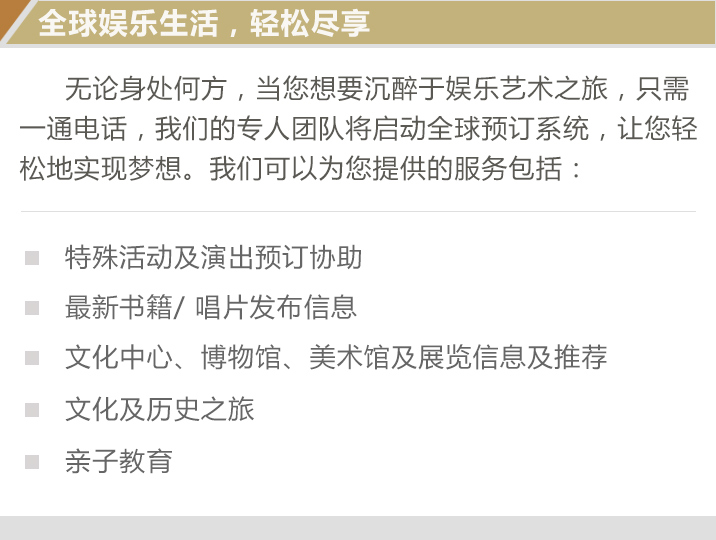 全球娱乐生活，轻松尽享
无论身处何方，当您想要沉醉于娱乐艺术之旅，只需
一通电话，我们的专人团队将启动全球预订系统，让您轻
松地实现梦想。我们可以为您提供的服务包括：
特殊活动及演出预订协助
最新书籍/ 唱片发布信息
文化中心、博物馆、美术馆及展览信息及推荐
文化及历史之旅
亲子教育